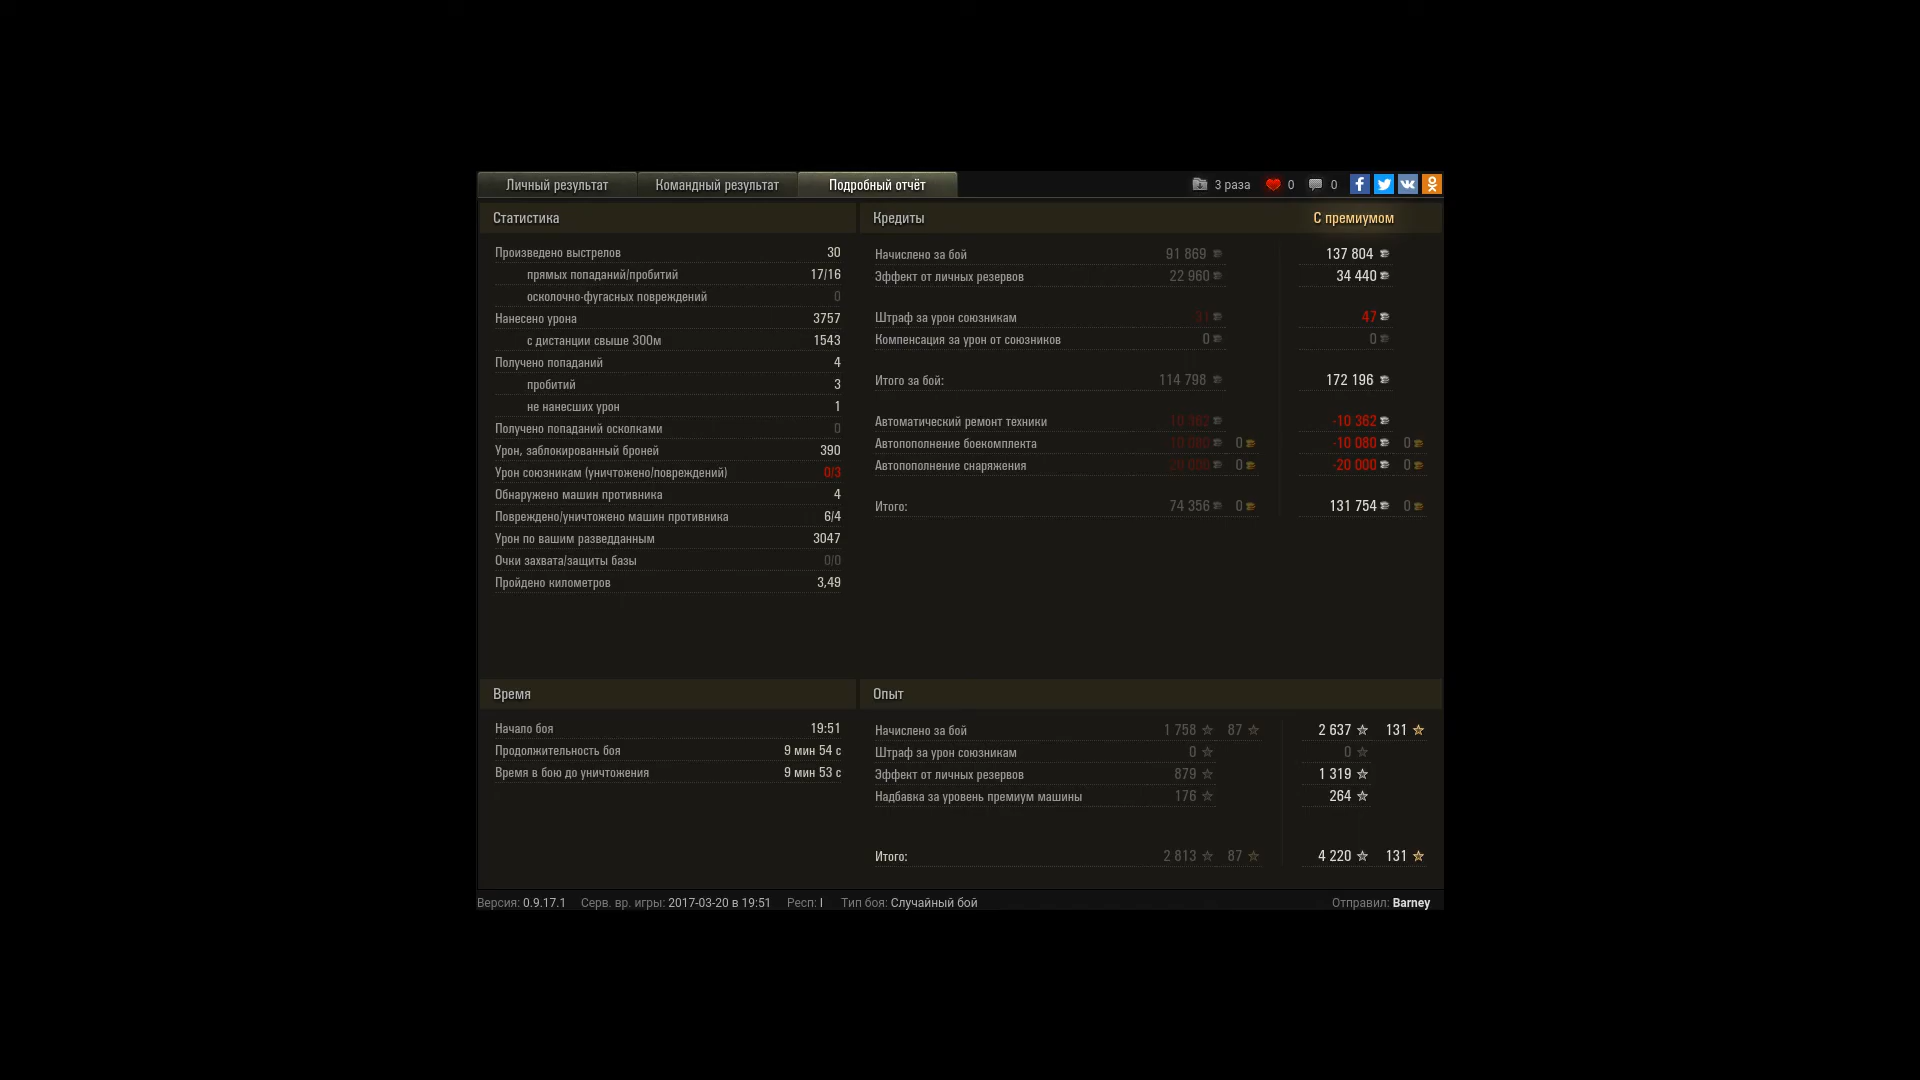 Личный результат Командный результат Подробный отчёт 3 раза 0 0
Статистика
Произведено выстрелов 30
прямых попаданий/пробитий 17/16
осколочно-фугасных повреждений 0
Нанесено урона 3757
с дистанции свыше 300м 1543
Получено попаданий 4
пробитий 3
не нанесших урон 1
Получено попаданий осколками 0
Урон, заблокированный броней 390
Урон союзникам (уничтожено/повреждений) 0/3
Обнаружено машин противника 4
Повреждено/уничтожено машин противника 6/4
Урон по вашим разведданным 3047
Очки захвата/защиты базы 0/0
Пройдено километров 3,49
Кредиты С премиумом
Начислено за бой 91 869 137 804
Эффект от личных резервов 22 960 34 440
Штраф за урон союзникам 31 47
Компенсация за урон от союзников 0 0
Итого за бой: 114 798 172 196
Автоматический ремонт техники 10 362 -10 362
Автопополнение боекомплекта 10 080 0 -10 080 0
Автопополнение снаряжения 20 000 0 -20 000 0
Итого: 74 356 0 131 754 0
Время
Начало боя 19:51
Продолжительность боя 9 мин 54 с
Время в бою до уничтожения 9 мин 53 с
Опыт
Начислено за бой 1 758 87 2 637 131
Штраф за урон союзникам 0 0
Эффект от личных резервов 879 1 319
Надбавка за уровень премиум машины 176 264
Итого: 2 813 87 4 220 131
Версия: 0.9.17.1 Серв. вр. игры: 2017-03-20 в 19:51 Респ: I Тип боя: Случайный бой Отправил: Barney